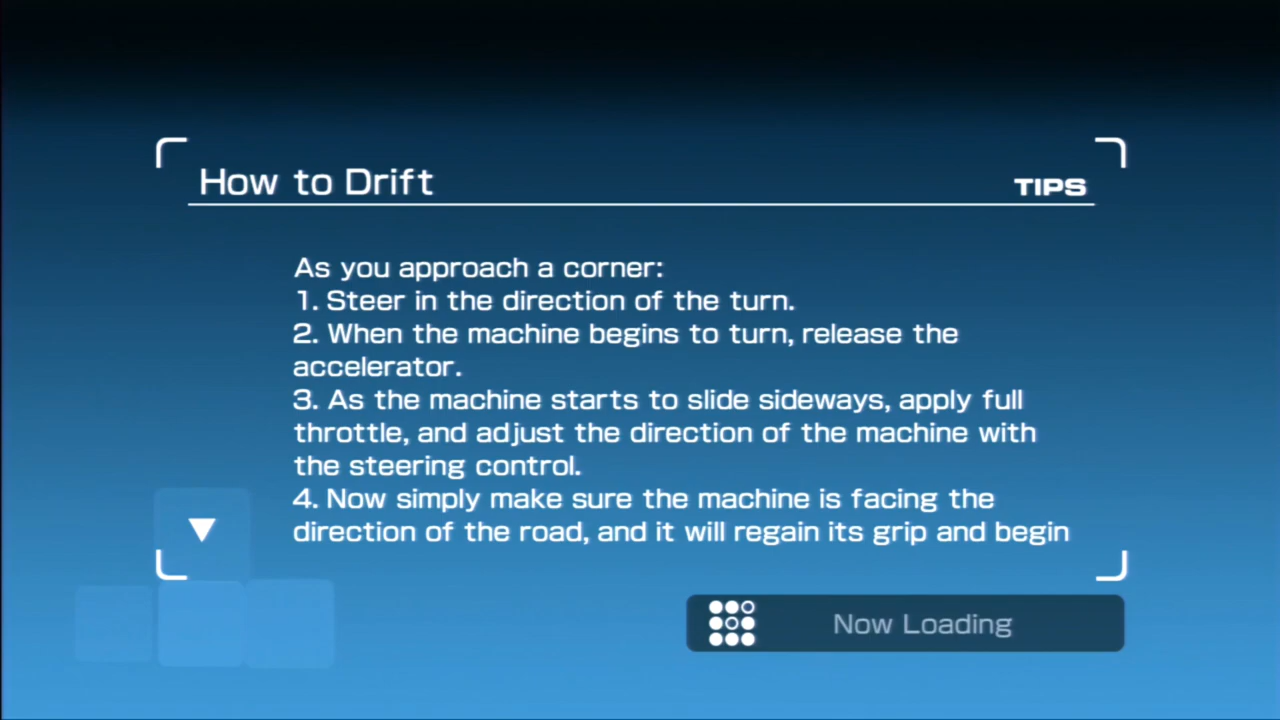 How to Drift
TIPS
As you approach a corner:
1. Steer in the direction of the turn.
2. When the machine begins to turn, release the
accelerator.
3. As the machine starts to slide sideways, apply full
throttle, and adjust the direction of the machine with
the steering control.
4. Now simply make sure the machine is facing the
direction of the road, and it will regain its grip and begin
Now Loading